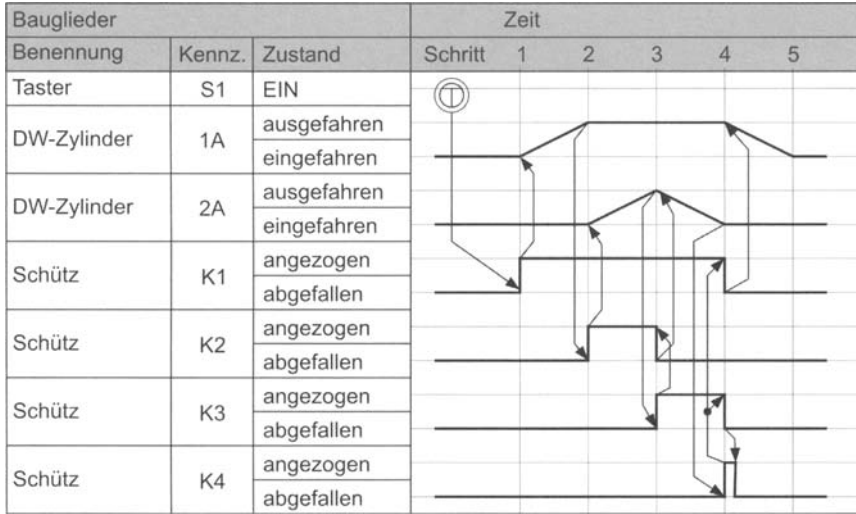 Bauglieder Zeit
Benennung Kennz. Zustand Schritt 1 2 3 4 5
Taster S1 EIN
DW-Zylinder 1A ausgefahren
eingefahren
DW-Zylinder 2A ausgefahren
eingefahren
Schütz K1 angezogen
abgefallen
Schütz K2 angezogen
abgefallen
Schütz K3 angezogen
abgefallen
Schütz K4 angezogen
abgefallen